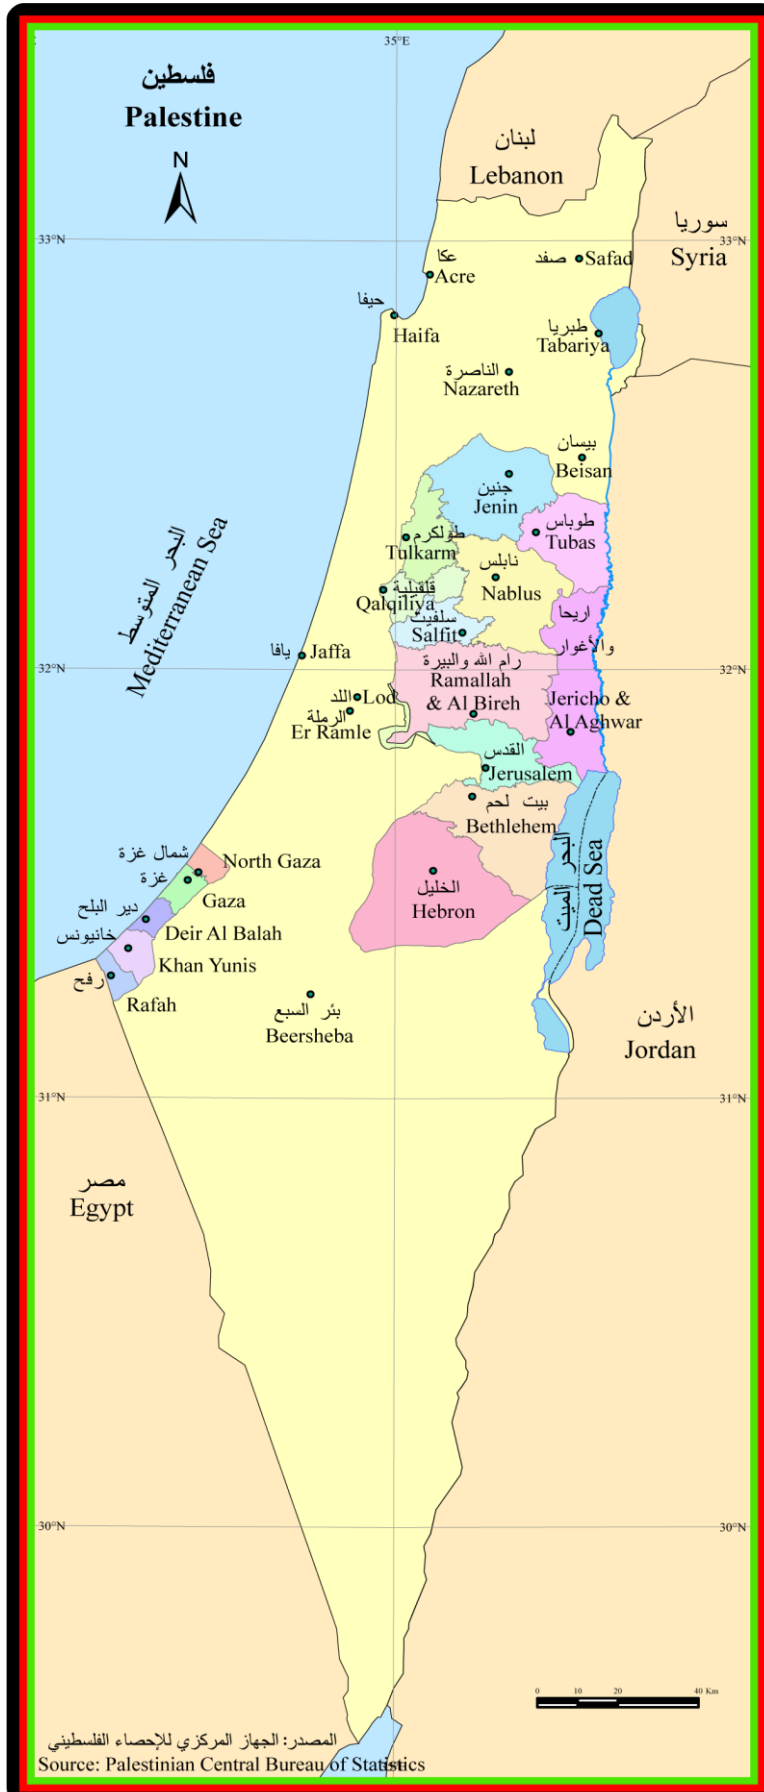 35°E
فلسطين
Palestine
N
لبنان
Lebanon
سوريا
Syria
33°N
33°N
عكا
Acre
صفد
Safad
حيفا
Haifa
طبريا
Tabariya
الناصرة
Nazareth
بيسان
Beisan
جنين
Jenin
طولكرم
Tulkarm
طوباس
Tubas
نابلس
Nablus
قلقيلية
Qalqiliya
سلفيت
Salfit
اريحا
والأغوار
Jericho &
Al Aghwar
البحر المتوسط
Mediterranean Sea
يافا
Jaffa
32°N
32°N
رام الله والبيرة
Ramallah
& Al Bireh
اللد
Lod
الرملة
Er Ramle
القدس
Jerusalem
بيت لحم
Bethlehem
البحر الميت
Dead Sea
شمال غزة
North Gaza
غزة
Gaza
دير البلح
Deir Al Balah
خانيونس
Khan Yunis
رفح
Rafah
الخليل
Hebron
بئر السبع
Beersheba
الأردن
Jordan
31°N
31°N
مصر
Egypt
30°N
30°N
0 10 20 40 Km
المصدر: الجهاز المركزي للإحصاء الفلسطيني
Source: Palestinian Central Bureau of Statistics